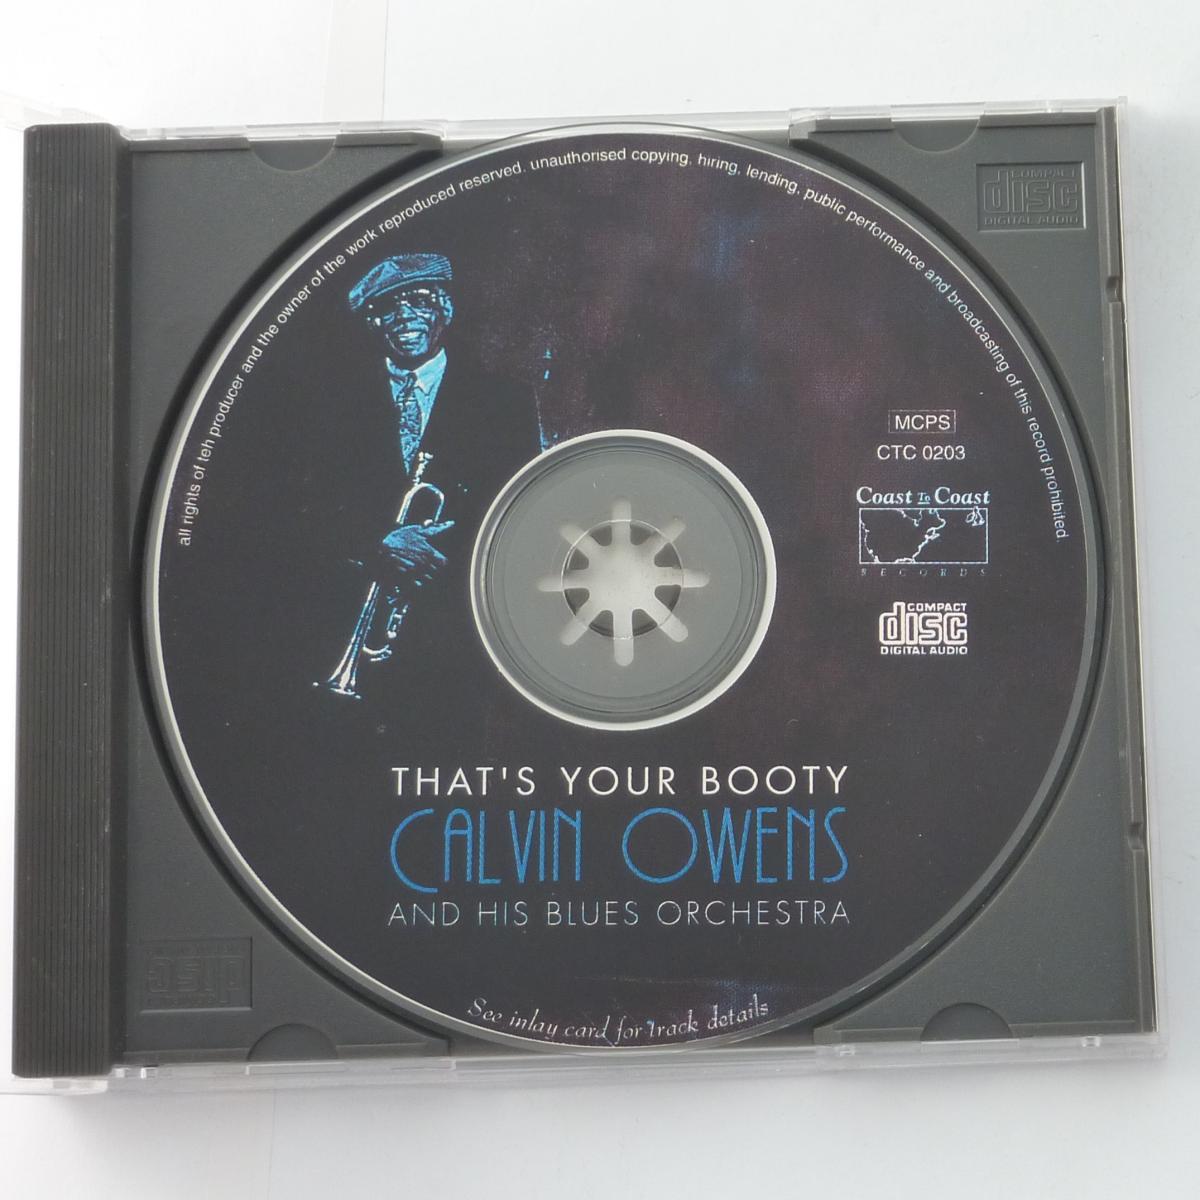 all rights of teh producer and the owner of the work reproduced reserved. unauthorised copying, hiring, lending, public performance and broadcasting of this record prohibited.
COMPACT
disc
DIGITAL AUDIO
MCPS
CTC 0203
Coast To Coast
RECORDS
COMPACT
disc
DIGITAL AUDIO
THAT'S YOUR BOOTY
CALVIN OWENS
AND HIS BLUES ORCHESTRA
See inlay card for track details
disc